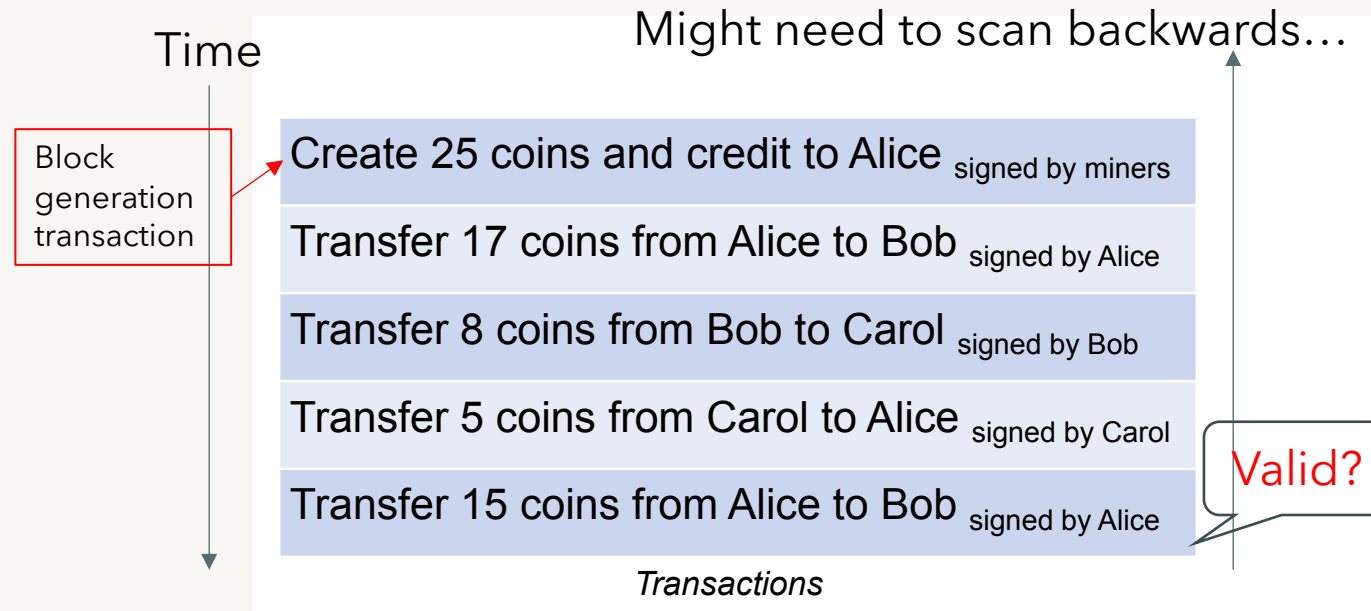 Time
Might need to scan backwards...
Block
generation
transaction
Create 25 coins and credit to Alice signed by miners
Transfer 17 coins from Alice to Bob signed by Alice
Transfer 8 coins from Bob to Carol signed by Bob
Transfer 5 coins from Carol to Alice signed by Carol
Transfer 15 coins from Alice to Bob signed by Alice
Valid?
Transactions